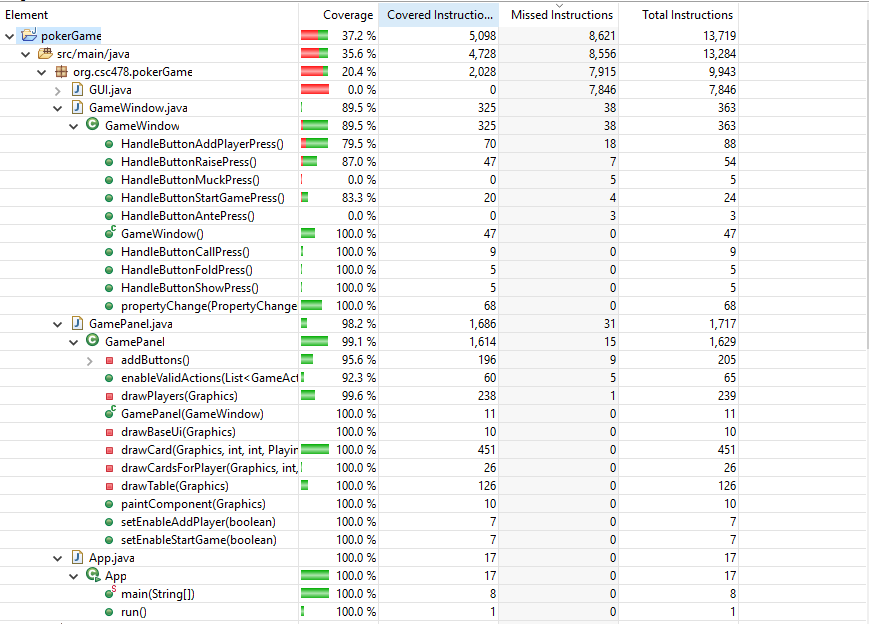 Element Coverage Covered Instructio... Missed Instructions Total Instructions
pokerGame 37.2 % 5,098 8,621 13,719
src/main/java 35.6 % 4,728 8,556 13,284
org.csc478.pokerGame 20.4 % 2,028 7,915 9,943
GUI.java 0.0 % 0 7,846 7,846
GameWindow.java 89.5 % 325 38 363
GameWindow 89.5 % 325 38 363
HandleButtonAddPlayerPress() 79.5 % 70 18 88
HandleButtonRaisePress() 87.0 % 47 7 54
HandleButtonMuckPress() 0.0 % 0 5 5
HandleButtonStartGamePress() 83.3 % 20 4 24
HandleButtonAntePress() 0.0 % 0 3 3
GameWindow() 100.0 % 47 0 47
HandleButtonCallPress() 100.0 % 9 0 9
HandleButtonFoldPress() 100.0 % 5 0 5
HandleButtonShowPress() 100.0 % 5 0 5
propertyChange(PropertyChange 100.0 % 68 0 68
GamePanel.java 98.2 % 1,686 31 1,717
GamePanel 99.1 % 1,614 15 1,629
addButtons() 95.6 % 196 9 205
enableValidActions(List<GameAct 92.3 % 60 5 65
drawPlayers(Graphics) 99.6 % 238 1 239
GamePanel(GameWindow) 100.0 % 11 0 11
drawBaseUi(Graphics) 100.0 % 10 0 10
drawCard(Graphics, int, int, Playin 100.0 % 451 0 451
drawCardsForPlayer(Graphics, int, 100.0 % 26 0 26
drawTable(Graphics) 100.0 % 126 0 126
paintComponent(Graphics) 100.0 % 10 0 10
setEnableAddPlayer(boolean) 100.0 % 7 0 7
setEnableStartGame(boolean) 100.0 % 7 0 7
App.java 100.0 % 17 0 17
App 100.0 % 17 0 17
main(String[]) 100.0 % 8 0 8
run() 100.0 % 1 0 1